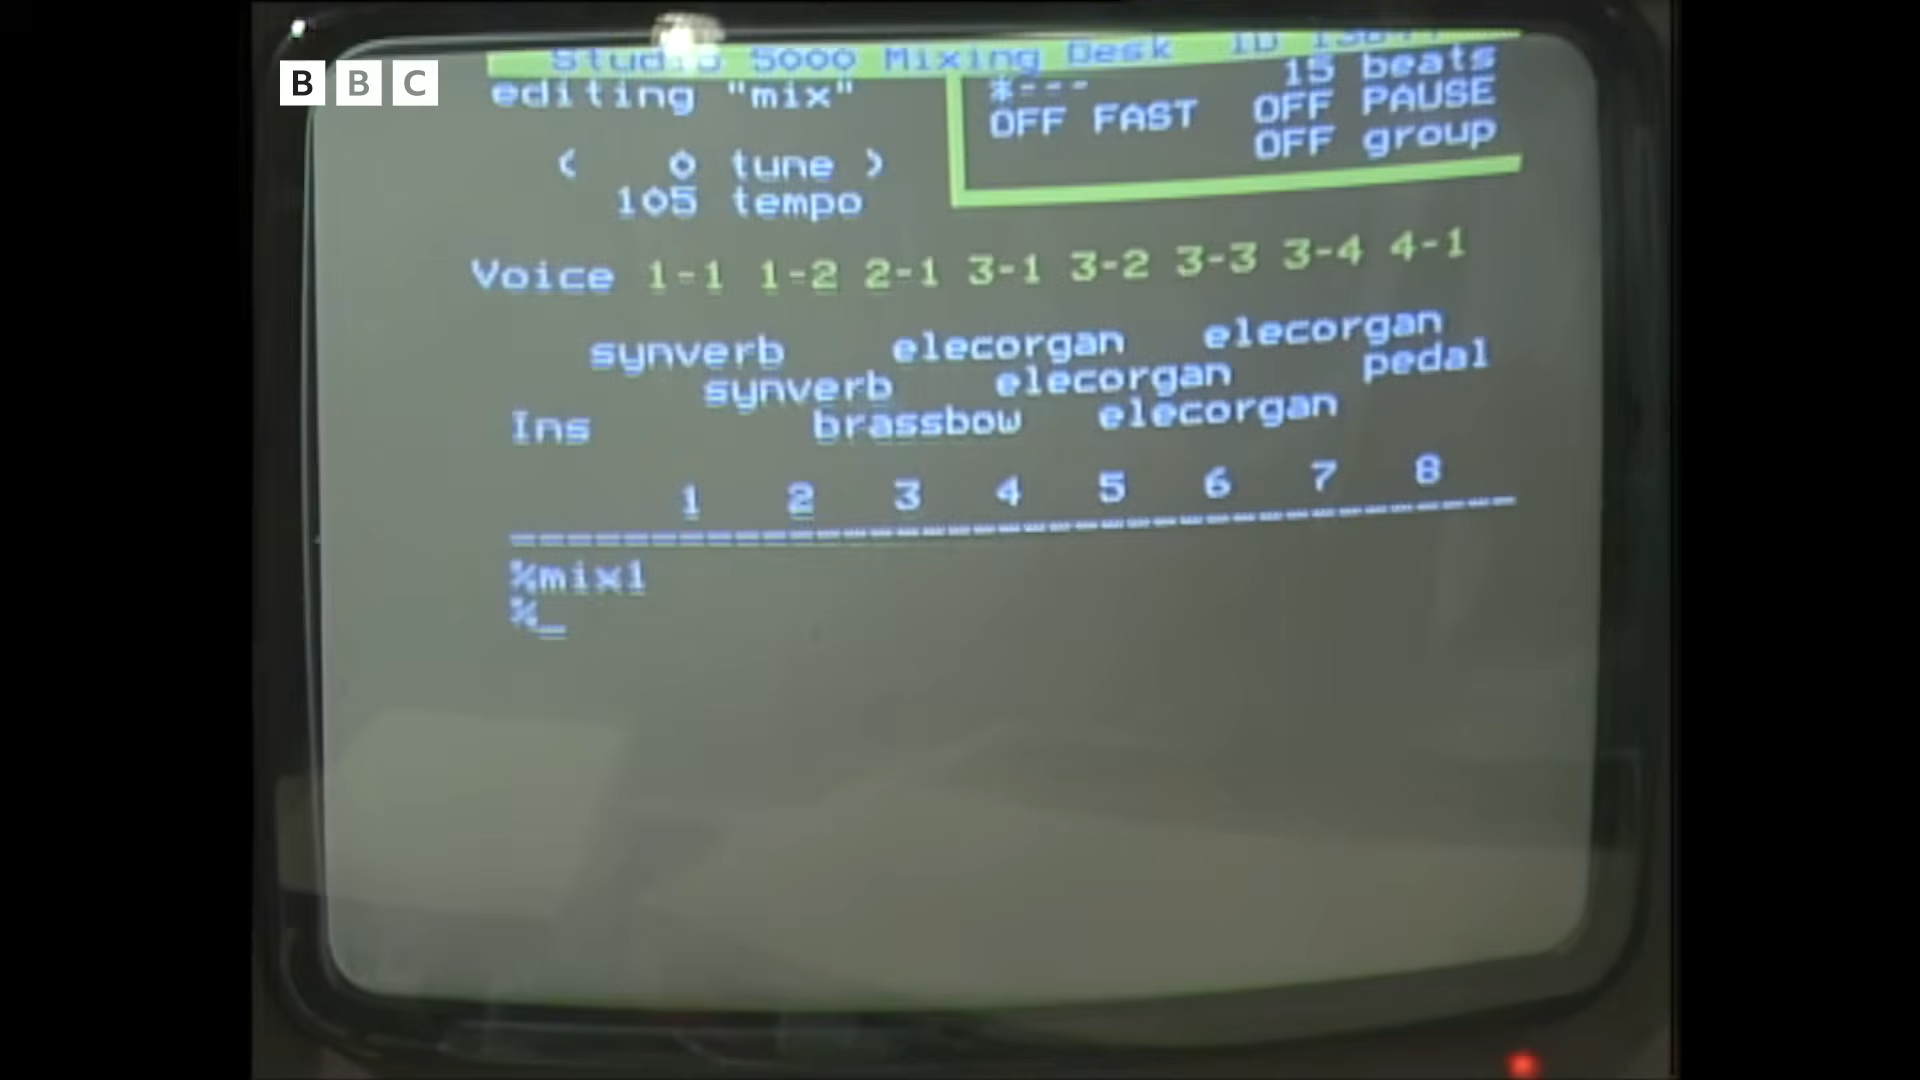 BBC
Studio 5000 Mixing Desk ID
editing "mix"
*--- 15 beats
OFF FAST OFF PAUSE
OFF group
( 0 tune )
105 tempo
Voice 1-1 1-2 2-1 3-1 3-2 3-3 3-4 4-1
synverb elecorgan elecorgan
synverb elecorgan pedal
Ins brassbow elecorgan
1 2 3 4 5 6 7 8
%mix1
%_